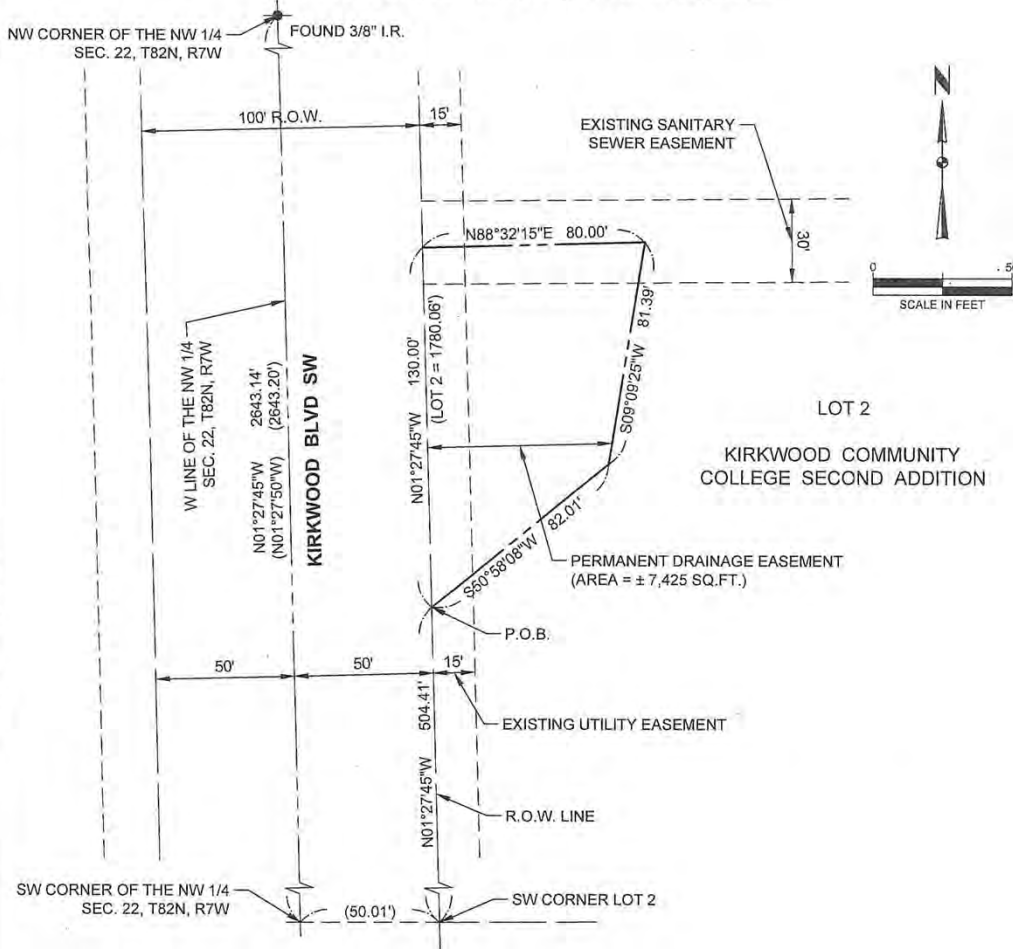 NW CORNER OF THE NW 1/4
SEC. 22, T82N, R7W
FOUND 3/8" I.R.
100' R.O.W.
15'
EXISTING SANITARY
SEWER EASEMENT
N
30'
0
50
SCALE IN FEET
N88°32'15"E 80.00'
81.39'
S09°09'25"W
W LINE OF THE NW 1/4
SEC. 22, T82N, R7W
N01°27'45"W 2643.14'
(N01°27'50"W) (2643.20')
KIRKWOOD BLVD SW
N01°27'45"W 130.00'
(LOT 2 = 1780.06')
LOT 2
KIRKWOOD COMMUNITY
COLLEGE SECOND ADDITION
S50°58'08"W 82.01'
PERMANENT DRAINAGE EASEMENT
(AREA = ± 7,425 SQ.FT.)
P.O.B.
50'
50'
15'
EXISTING UTILITY EASEMENT
N01°27'45"W 504.41'
R.O.W. LINE
SW CORNER OF THE NW 1/4
SEC. 22, T82N, R7W
(50.01')
SW CORNER LOT 2